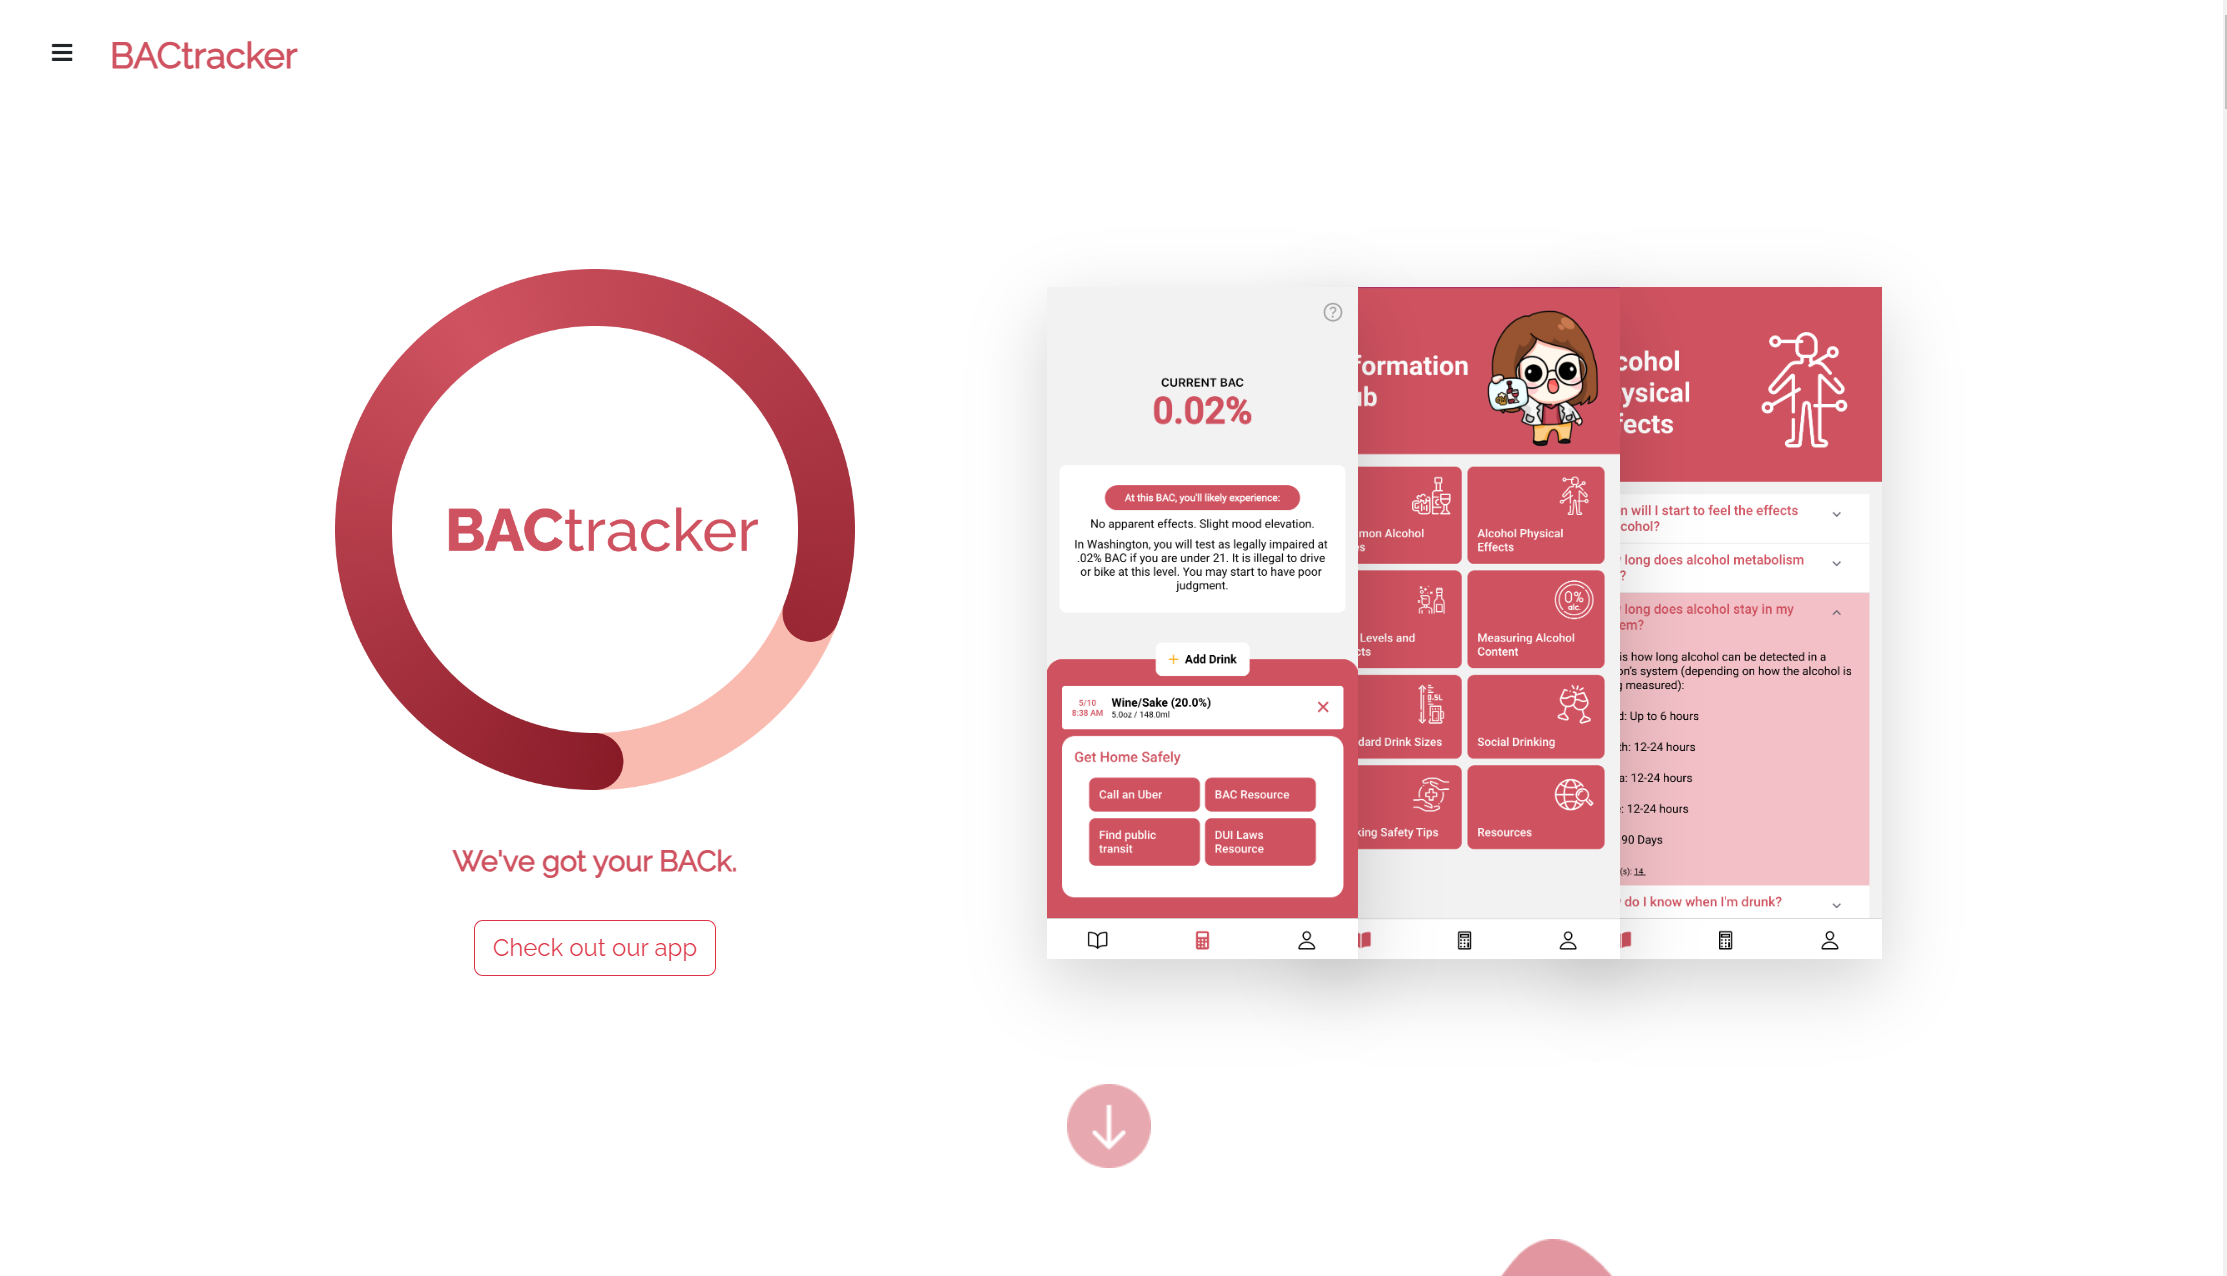 BACtracker
BACtracker
We've got your BACk.
Check out our app
CURRENT BAC
0.02%
At this BAC, you'll likely experience:
No apparent effects. Slight mood elevation.
In Washington, you will test as legally impaired at
.02% BAC if you are under 21. It is illegal to drive
or bike at this level. You may start to have poor
judgment.
+ Add Drink
5/10
8:38 AM
Wine/Sake (20.0%)
5.0oz / 148.0ml
Get Home Safely
Call an Uber
BAC Resource
Find public
transit
DUI Laws
Resource
formation
ub
mon Alcohol
es
Alcohol Physical
Effects
Levels and
cts
0%
alc.
Measuring Alcohol
Content
0.5L
dard Drink Sizes
Social Drinking
king Safety Tips
Resources
cohol
ysical
fects
n will I start to feel the effects
cohol?
long does alcohol metabolism
?
long does alcohol stay in my
em?
is how long alcohol can be detected in a
on's system (depending on how the alcohol is
g measured):
d: Up to 6 hours
th: 12-24 hours
a: 12-24 hours
: 12-24 hours
90 Days
(s): 14.
do I know when I'm drunk?